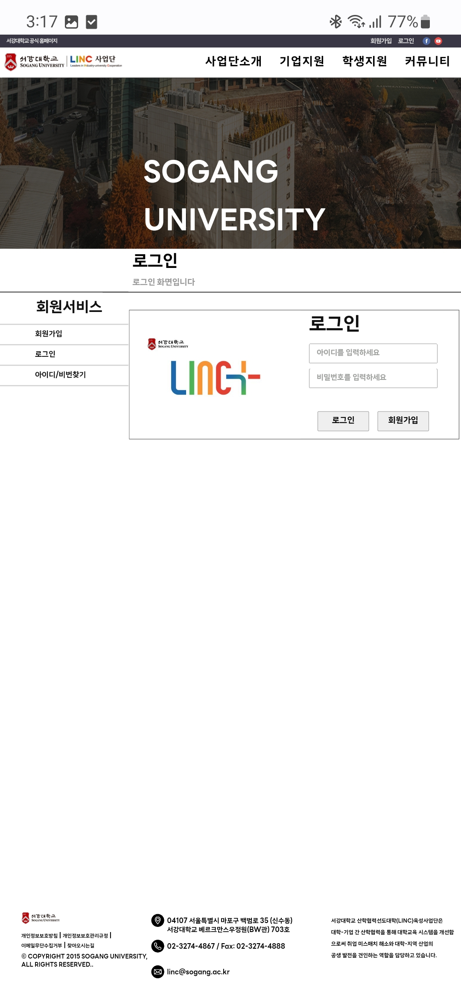 3:17 77%
서강대학교 공식 홈페이지 회원가입 로그인
IHS 서강대학교 SOGANG UNIVERSITY LINC 사업단 Leaders in INdustry-university Cooperation
사업단소개 기업지원 학생지원 커뮤니티
SOGANG
UNIVERSITY
로그인
로그인 화면입니다
회원서비스
회원가입
로그인
아이디/비번찾기
서강대학교
SOGANG UNIVERSITY
LINC+
로그인
아이디를 입력하세요
비밀번호를 입력하세요
로그인 회원가입
서강대학교
SOGANG UNIVERSITY
개인정보보호방침 | 개인정보보호관리규정 |
이메일무단수집거부 | 찾아오시는길
© COPYRIGHT 2015 SOGANG UNIVERSITY,
ALL RIGHTS RESERVED..
04107 서울특별시 마포구 백범로 35 (신수동)
서강대학교 베르크만스우정원(BW관) 703호
02-3274-4867 / Fax: 02-3274-4888
linc@sogang.ac.kr
서강대학교 산학협력선도대학(LINC)육성사업단은
대학-기업 간 산학협력을 통해 대학교육 시스템을 개선함
으로써 취업 미스매치 해소와 대학-지역 산업의
공생 발전을 견인하는 역할을 담당하고 있습니다.